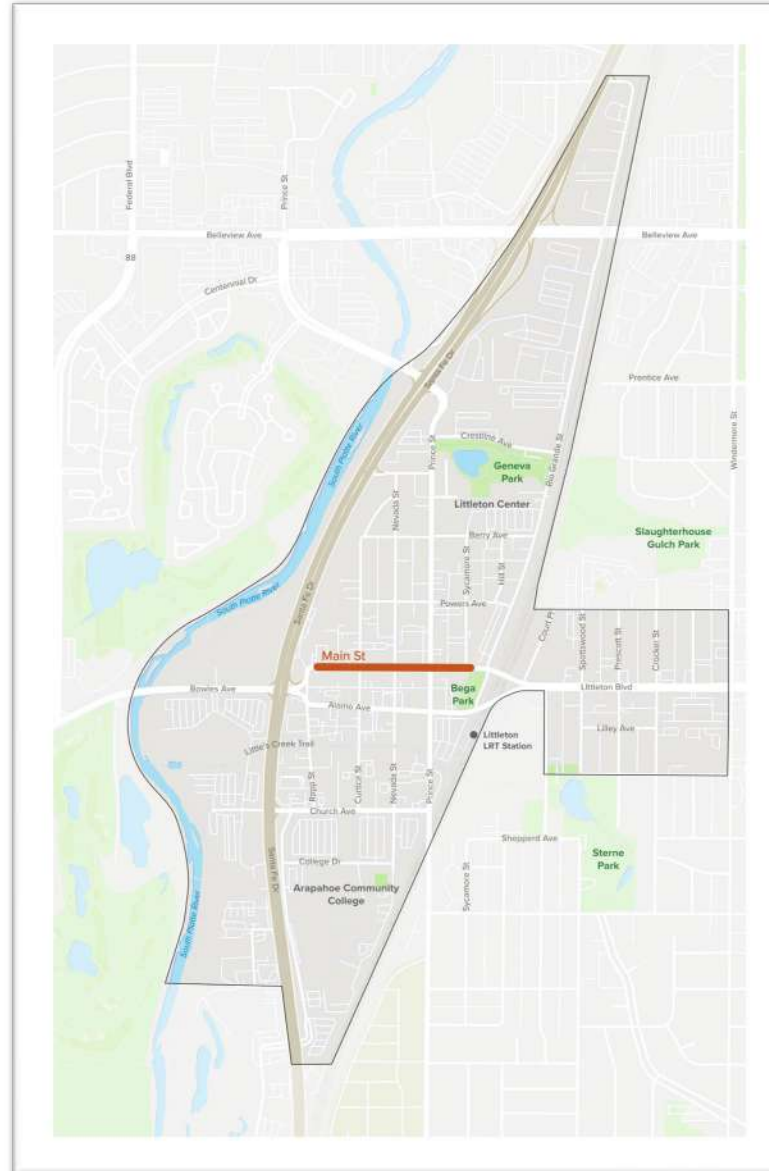 Federal Blvd
Prince St
Belleview Ave
Belleview Ave
88
Centennial Dr
Santa Fe Dr
Prentice Ave
Windermere St
South Platte River
Prince St
Crestline Ave
Geneva
Park
Rio Grande St
Nevada St
Littleton Center
Berry Ave
Slaughterhouse
Gulch Park
Sycamore St
Hill St
South Platte River
Santa Fe Dr
Powers Ave
Court Pl
Spottswood St
Prescott St
Crocker St
Main St
Bowles Ave
Bega
Park
Littleton Blvd
Alamo Ave
Lilley Ave
Little's Creek Trail
Littleton
LRT Station
Rapp St
Curtice St
Nevada St
Prince St
Church Ave
Sheppard Ave
Santa Fe Dr
College Dr
Sterne
Park
Arapahoe Community
College
Sycamore St
South Platte River